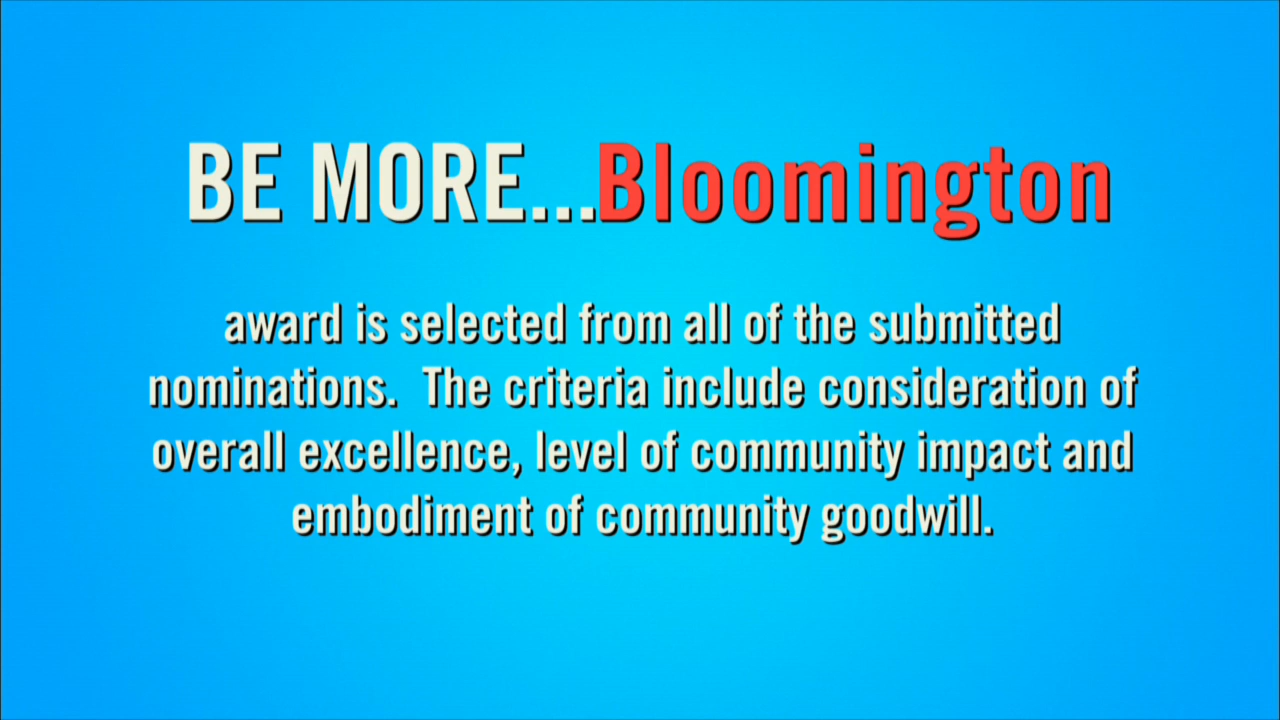 BE MORE...Bloomington
award is selected from all of the submitted
nominations.  The criteria include consideration of
overall excellence, level of community impact and
embodiment of community goodwill.